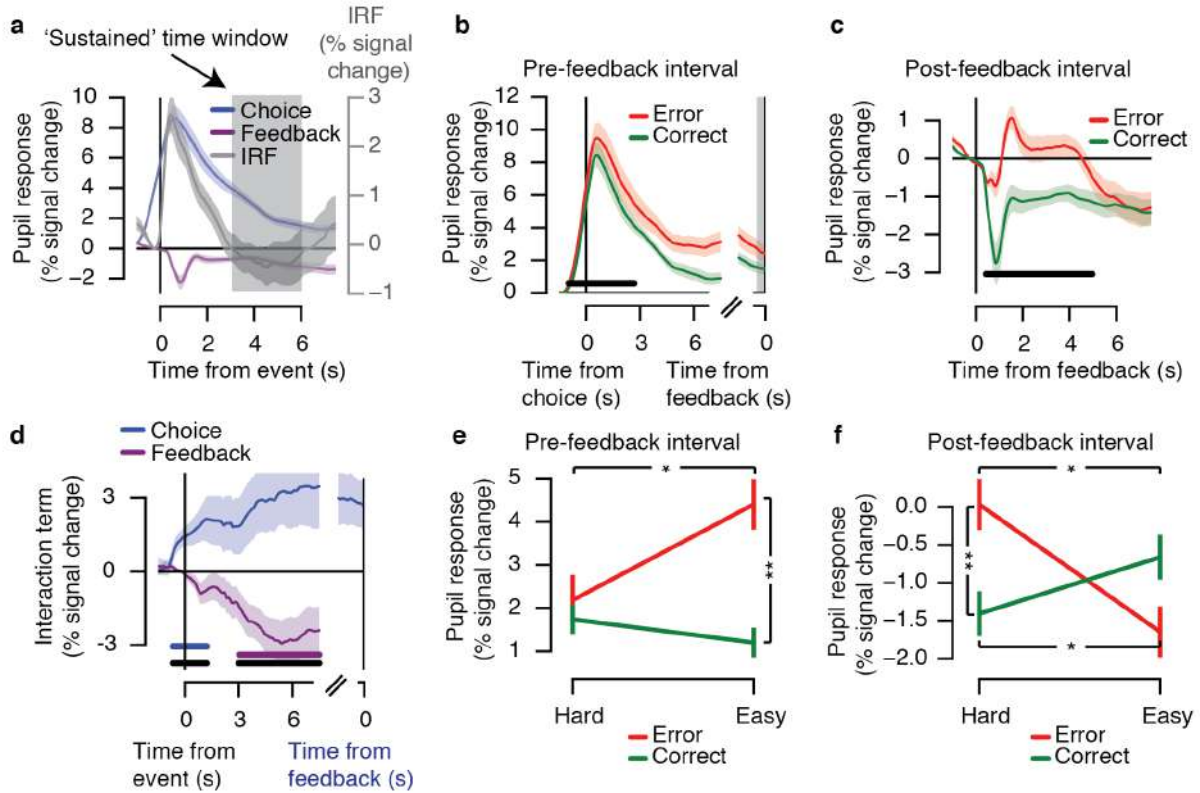 a
'Sustained' time window
IRF
(% signal
change)
Pupil response
(% signal change)
10
8
6
4
2
0
−2
Choice
Feedback
IRF
3
2
1
0
−1
0 2 4 6
Time from event (s)
b
Pre-feedback interval
Pupil response
(% signal change)
12
10
8
6
4
2
0
Error
Correct
0 2 4 6 0
Time from
choice (s)
Time from
feedback (s)
c
Post-feedback interval
Pupil response
(% signal change)
1
0
−1
−2
−3
Error
Correct
0 2 4 6
Time from feedback (s)
d
Choice
Feedback
Interaction term
(% signal change)
3
0
-3
0 3 6 0
Time from
event (s)
Time from
feedback (s)
e
Pre-feedback interval
Pupil response
(% signal change)
5
4
3
2
1
*
**
Hard Easy
Error
Correct
f
Post-feedback interval
Pupil response
(% signal change)
0.0
−0.5
−1.0
−1.5
−2.0
*
**
*
Hard Easy
Error
Correct